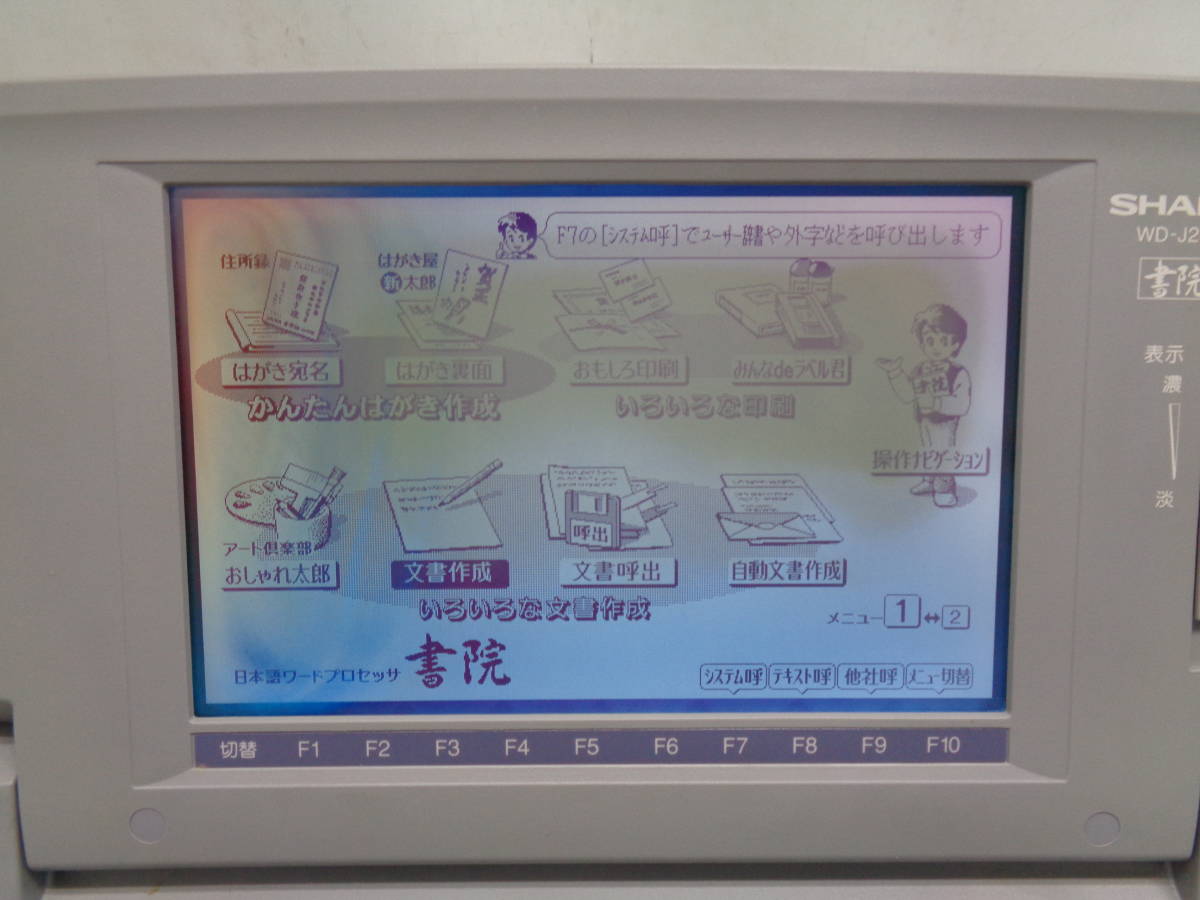 F7の[システム呼]でユーザー辞書や外字などを呼び出します
SHA
WD-J2
書院
表示
濃
淡
住所録
はがき屋
新太郎
はがき宛名
はがき裏面
おもしろ印刷
みんなdeラベル君
かんたんはがき作成
いろいろな印刷
操作ナビゲーション
呼出
アート倶楽部
おしゃれ太郎
文書作成
文書呼出
自動文書作成
いろいろな文書作成
メニュー 1 ↔ 2
日本語ワードプロセッサ 書院
システム呼 テキスト呼 他社呼 メニュー切替
切替 F1 F2 F3 F4 F5 F6 F7 F8 F9 F10